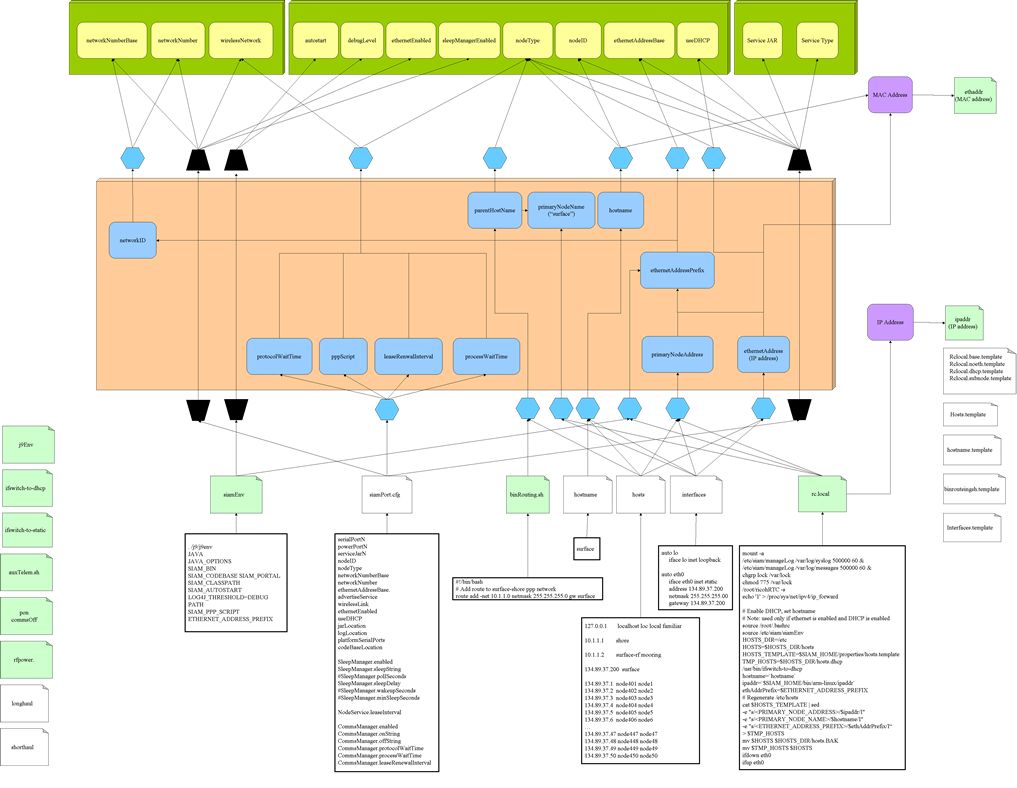 networkNumberBase
networkNumber
wirelessNetwork
autostart
debugLevel
ethernetEnabled
sleepManagerEnabled
nodeType
nodeID
ethernetAddressBase
useDHCP
Service JAR
Service Type
MAC Address
ethaddr
(MAC address)
parentHostName
primaryNodeName
("surface")
hostname
networkID
ethernetAddressPrefix
IP Address
ipaddr
(IP address)
protocolWaitTime
pppScript
leaseRenwalInterval
processWaitTime
primaryNodeAddress
ethernetAddress
(IP address)
Rclocal.base.template
Rclocal.noeth.template
Rclocal.dhcp.template
Rclocal.subnode.template
Hosts.template
hostname.template
binroutingsh.template
Interfaces.template
j9Env
ifswitch-to-dhcp
ifswitch-to-static
auxTelem.sh
pon
commsOff.
rfpower.
longhaul
shorthaul
siamEnv
siamPort.cfg
binRouting.sh
hostname
hosts
interfaces
rc.local
. /j9/j9env
JAVA
JAVA_OPTIONS
SIAM_BIN
SIAM_CODEBASE SIAM_PORTAL
SIAM_CLASSPATH
SIAM_AUTOSTART
LOG4J_THRESHOLD=DEBUG
PATH
SIAM_PPP_SCRIPT
ETHERNET_ADDRESS_PREFIX
serialPortN
powerPortN
serviceJarN
nodeID
nodeType
networkNumberBase
networkNumber
ethernetAddressBase.
advertiseService
wirelessLink
ethernetEnabled
useDHCP
jarLocation
logLocation
platformSerialPorts
codeBaseLocation
SleepManager.enabled
SleepManager.sleepString
#SleepManager.pollSeconds
SleepManager.sleepDelay
#SleepManager.wakeupSeconds
#SleepManager.minSleepSeconds
NodeService.leaseInterval
CommsManager.enabled
CommsManager.onString
CommsManager.offString
CommsManager.protocolWaitTime
CommsManager.processWaitTime
CommsManager.leaseRenewalInterval
#!/bin/bash
# Add route to surface-shore ppp network
route add -net 10.1.1.0 netmask 255.255.255.0 gw surface
surface
127.0.0.1 localhost loc local familiar
10.1.1.1 shore
10.1.1.2 surface-rf mooring
134.89.37.200 surface
134.89.37.1 node401 node1
134.89.37.2 node402 node2
134.89.37.3 node403 node3
134.89.37.4 node404 node4
134.89.37.5 node405 node5
134.89.37.6 node406 node6
134.89.37.47 node447 node47
134.89.37.48 node448 node48
134.89.37.49 node449 node49
134.89.37.50 node450 node50
auto lo
iface lo inet loopback
auto eth0
iface eth0 inet static
address 134.89.37.200
netmask 255.255.255.00
gateway 134.89.37.200
mount -a
/etc/siam/manageLog /var/log/syslog 500000 60 &
/etc/siam/manageLog /var/log/messages 500000 60 &
chgrp lock /var/lock
chmod 775 /var/lock
/root/ricohRTC -a
echo '1' > /proc/sys/net/ipv4/ip_forward
# Enable DHCP, set hostname
# Note: used only if ethernet is enabled and DHCP is enabled
source /root/.bashrc
source /etc/siam/siamEnv
HOSTS_DIR=/etc
HOSTS=$HOSTS_DIR/hosts
HOSTS_TEMPLATE=$SIAM_HOME/properties/hosts.template
TMP_HOSTS=$HOSTS_DIR/hosts.dhcp
/usr/bin/ifswitch-to-dhcp
hostname=`hostname`
ipaddr=`$SIAM_HOME/bin/arm-linux/ipaddr`
ethAddrPrefix=$ETHERNET_ADDRESS_PREFIX
# Regenerate /etc/hosts
cat $HOSTS_TEMPLATE | sed
> $TMP_HOSTS
mv $HOSTS $HOSTS_DIR/hosts.BAK
mv $TMP_HOSTS $HOSTS
ifdown eth0
ifup eth0